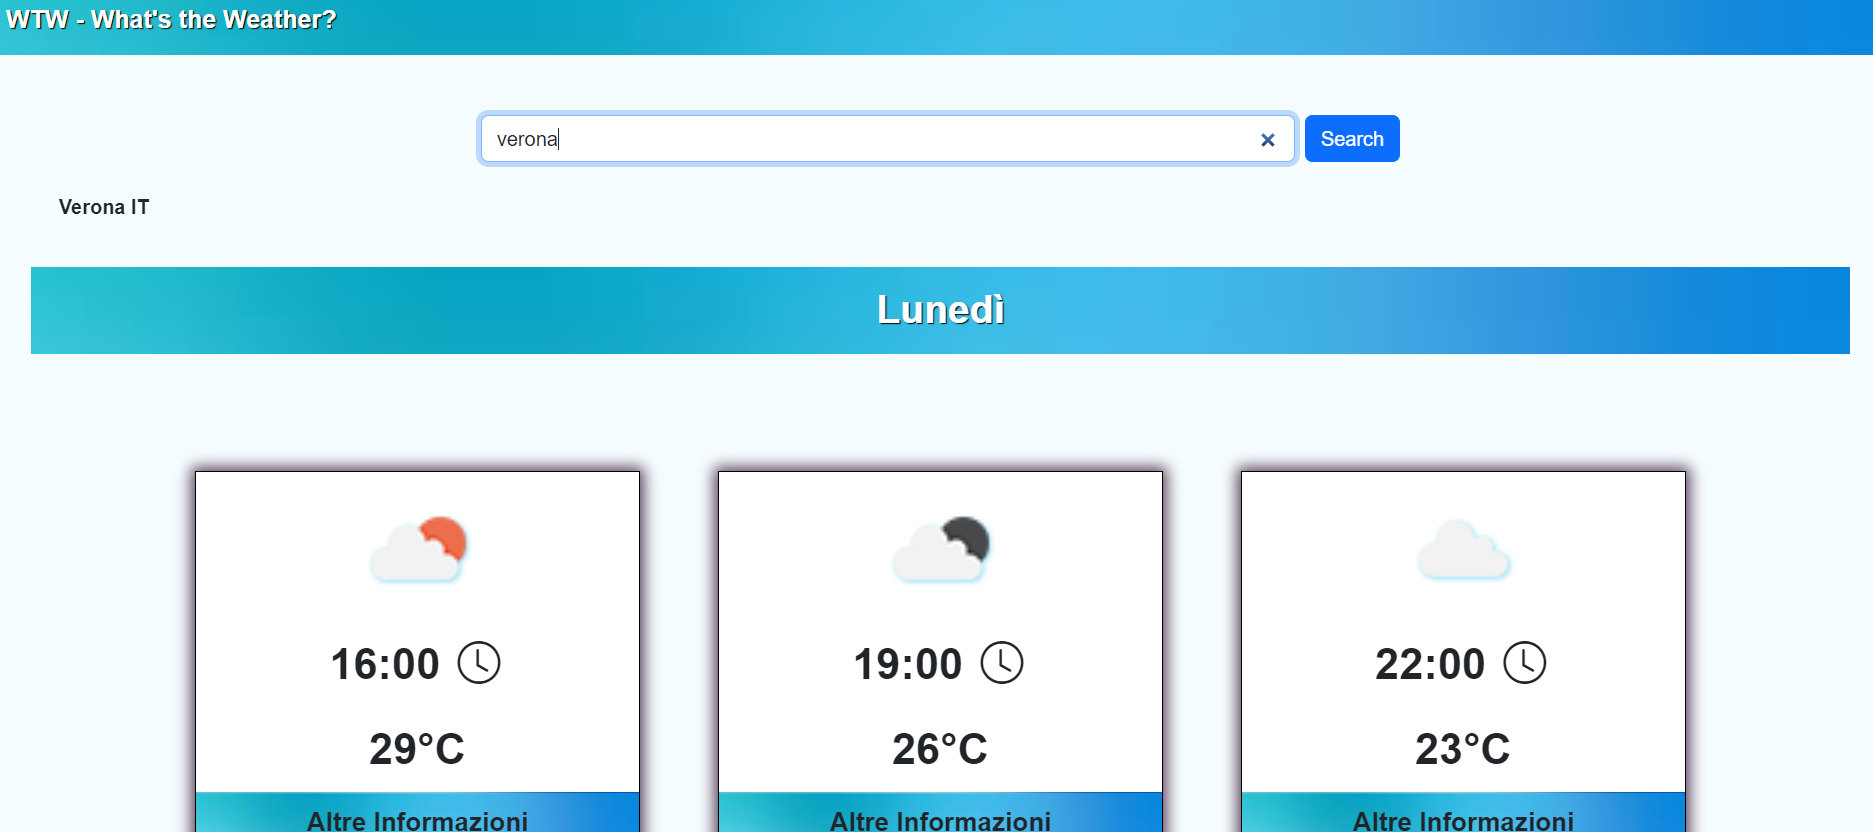 WTW - What's the Weather?
verona
Search
Verona IT
Lunedì
16:00
19:00
22:00
29°C
26°C
23°C
Altre Informazioni
Altre Informazioni
Altre Informazioni